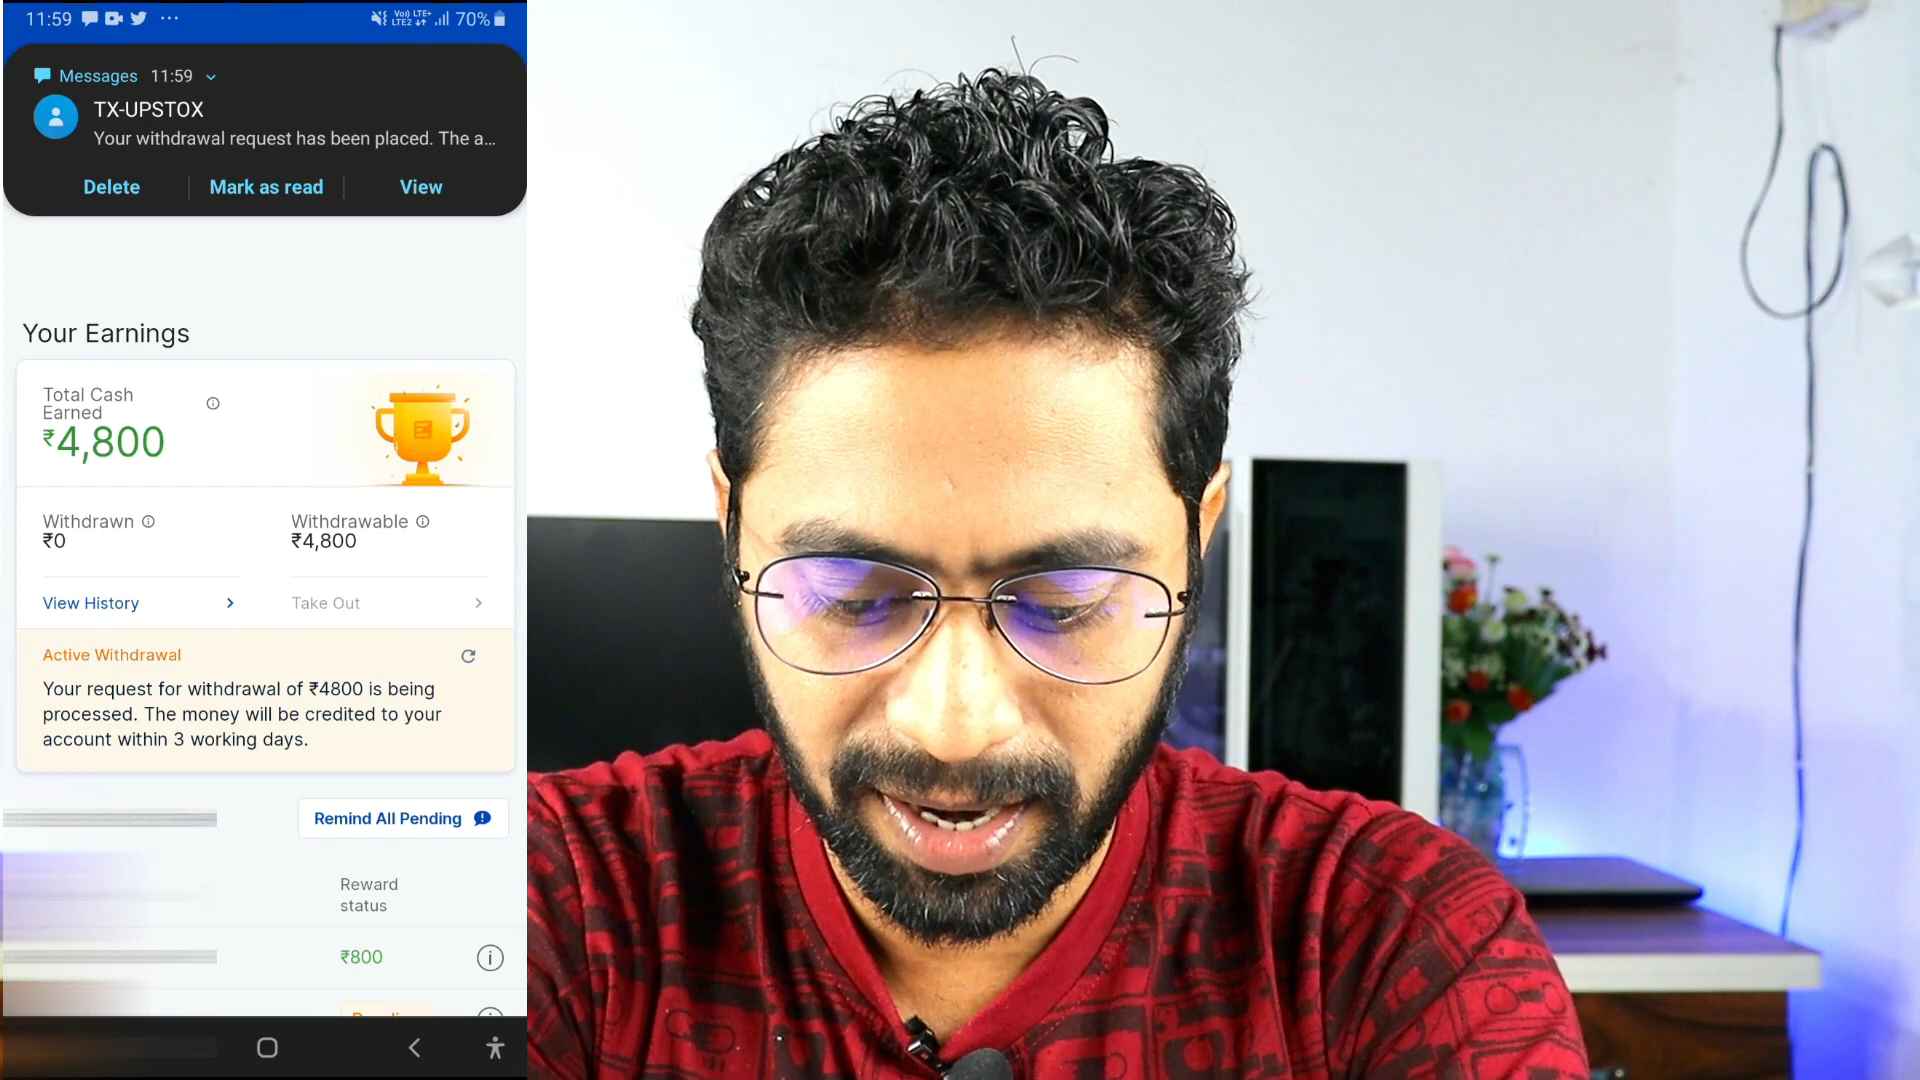 11:59
Vo) LTE+
LTE2
70%
Messages 11:59
TX-UPSTOX
Your withdrawal request has been placed. The a...
Delete
Mark as read
View
Your Earnings
Total Cash
Earned
₹4,800
Withdrawn
₹0
Withdrawable
₹4,800
View History
Take Out
Active Withdrawal
Your request for withdrawal of ₹4800 is being
processed. The money will be credited to your
account within 3 working days.
Remind All Pending
Reward
status
₹800